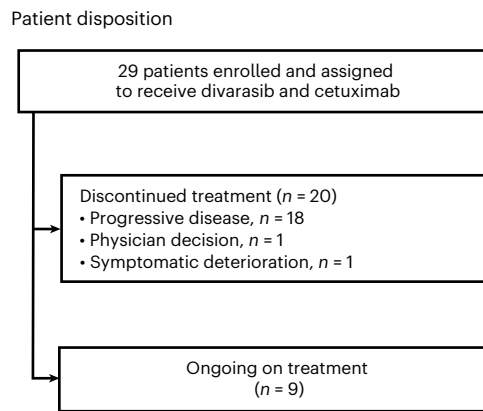 Patient disposition
29 patients enrolled and assigned
to receive divarasib and cetuximab
Discontinued treatment (n = 20)
• Progressive disease, n = 18
• Physician decision, n = 1
• Symptomatic deterioration, n = 1
Ongoing on treatment
(n = 9)